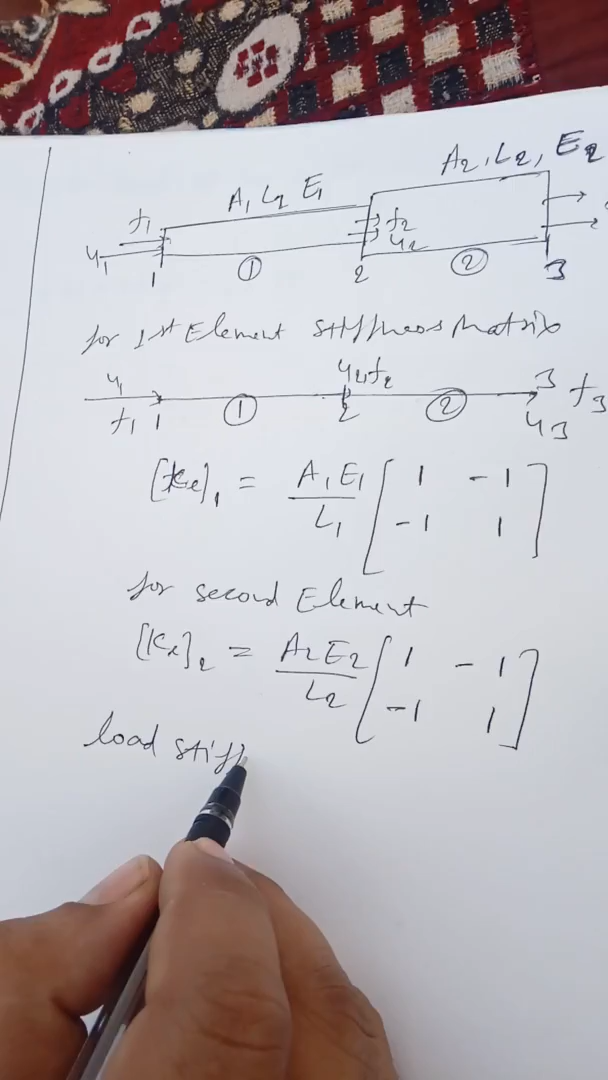 A₂, L₂, E₂
A₁ L₂ E₁
f₁ f₂
u₁ u₂
1 ① 2 ② 3
for 1st Element Stiffness Matrix
u₁ u₂ f₂ 3 f₃
f₁ 1 ① 2 ② u₃
[Ke]₁ = A₁E₁/L₁ [1 -1
-1 1]
for second Element
[Kx]₂ = A₂E₂/L₂ [1 -1
-1 1]
load stiff